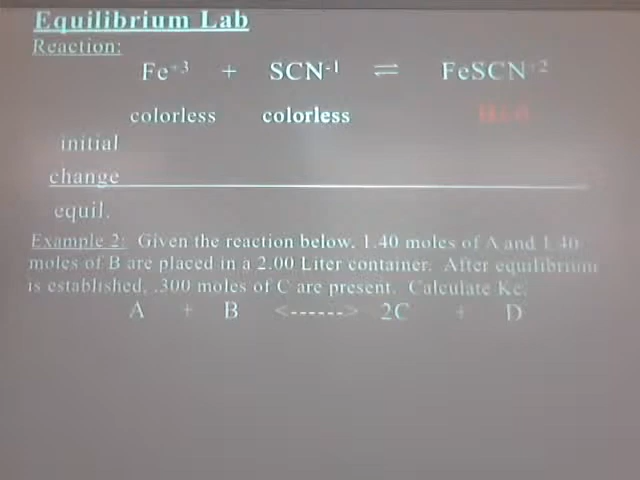 Equilibrium Lab
Reaction:
Fe+3 + SCN-1 ⇌ FeSCN+2
colorless colorless
initial
change
equil.
Example 2: Given the reaction below, 1.40 moles of A and 1.40
moles of B are placed in a 2.00 Liter container. After equilibrium
is established, .300 moles of C are present. Calculate Kc.
A + B <------> 2C + D